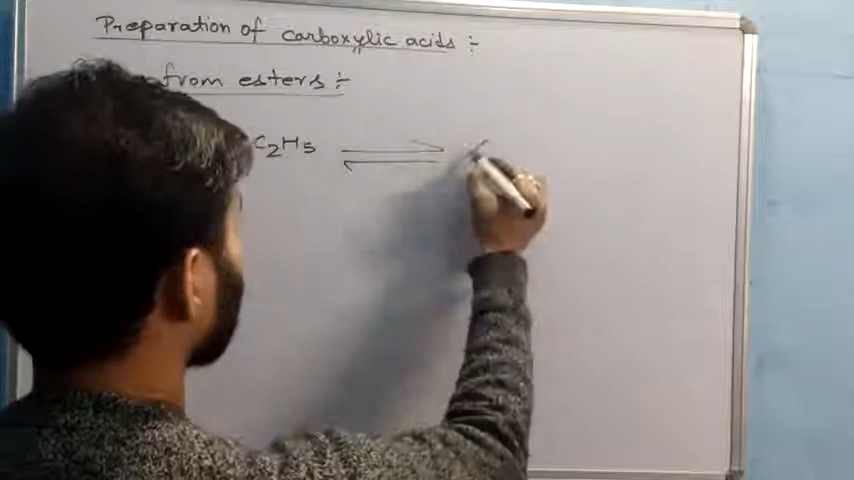 Preparation of carboxylic acids :-
from esters :-
C2H5 ⇌